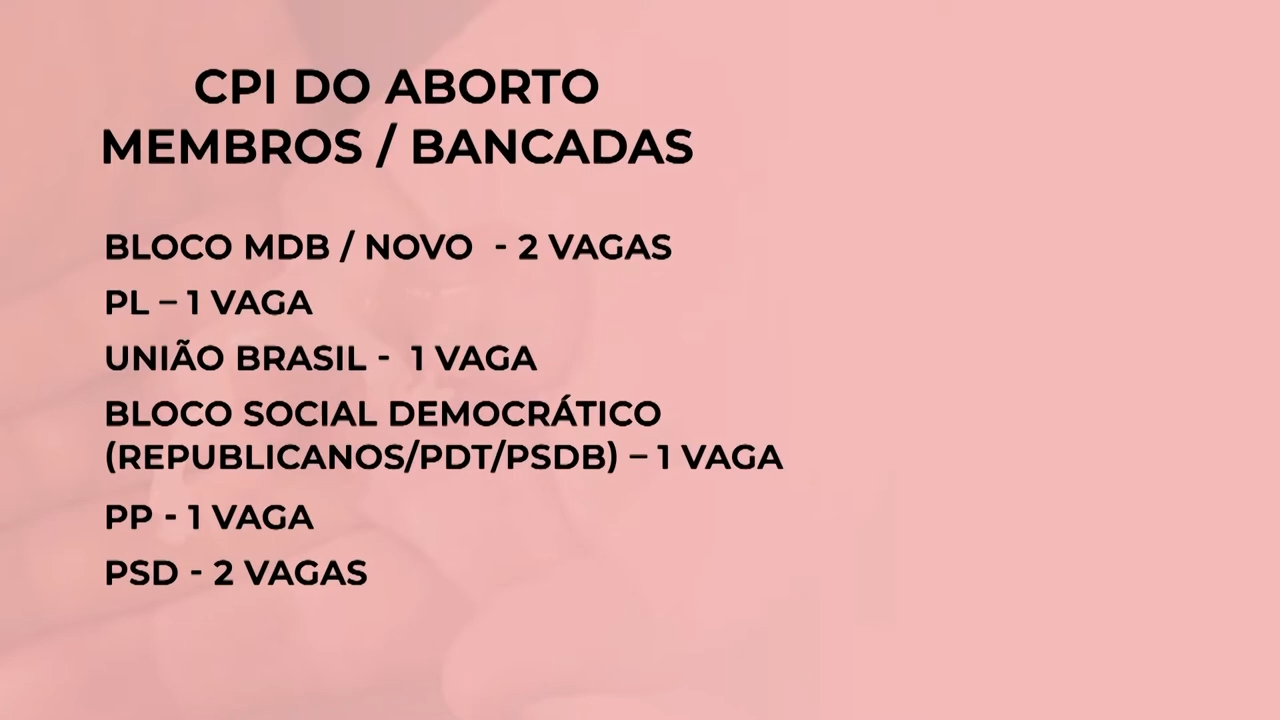 CPI DO ABORTO
MEMBROS / BANCADAS
BLOCO MDB / NOVO - 2 VAGAS
PL – 1 VAGA
UNIÃO BRASIL - 1 VAGA
BLOCO SOCIAL DEMOCRÁTICO
(REPUBLICANOS/PDT/PSDB) – 1 VAGA
PP - 1 VAGA
PSD - 2 VAGAS